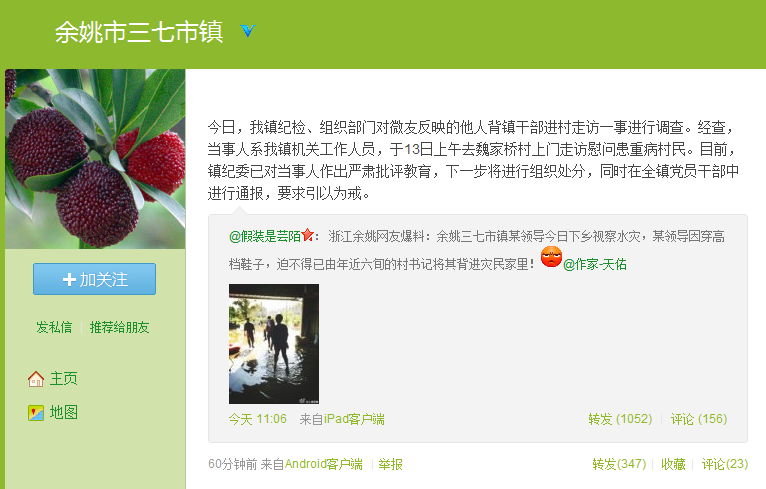 余姚市三七市镇
今日，我镇纪检、组织部门对微友反映的他人背镇干部进村走访一事进行调查。经查，
当事人系我镇机关工作人员，于13日上午去魏家桥村上门走访慰问患重病村民。目前，
镇纪委已对当事人作出严肃批评教育，下一步将进行组织处分，同时在全镇党员干部中
进行通报，要求引以为戒。
@假装是芸陌： 浙江余姚网友爆料：余姚三七市镇某领导今日下乡视察水灾，某领导因穿高
档鞋子，迫不得已由年近六旬的村书记将其背进灾民家里！@作家-天佑
今天 11:06 来自iPad客户端 转发 (1052) | 评论 (156)
60分钟前 来自Android客户端 | 举报 转发(347) | 收藏 | 评论(23)
加关注
发私信 | 推荐给朋友
主页
地图